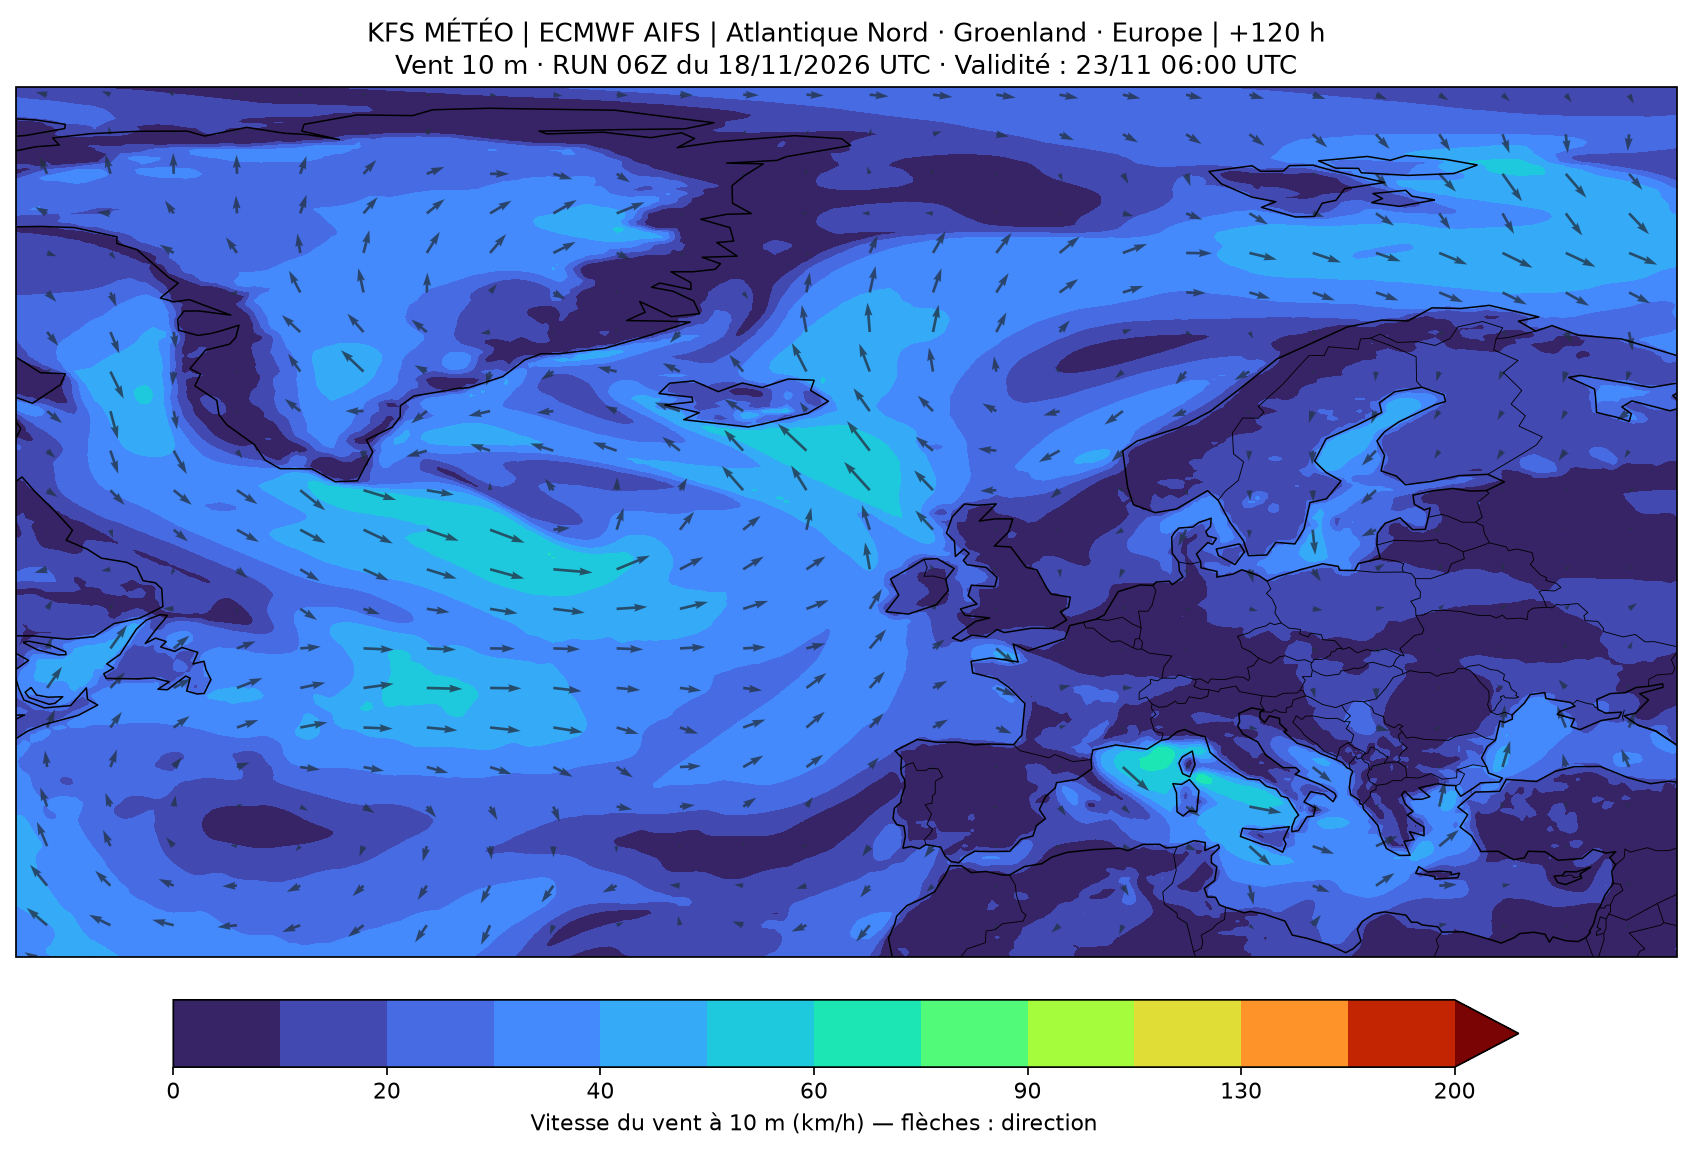 KFS MÉTÉO | ECMWF AIFS | Atlantique Nord · Groenland · Europe | +120 h
Vent 10 m · RUN 06Z du 18/11/2026 UTC · Validité : 23/11 06:00 UTC
0 20 40 60 90 130 200
Vitesse du vent à 10 m (km/h) — flèches : direction